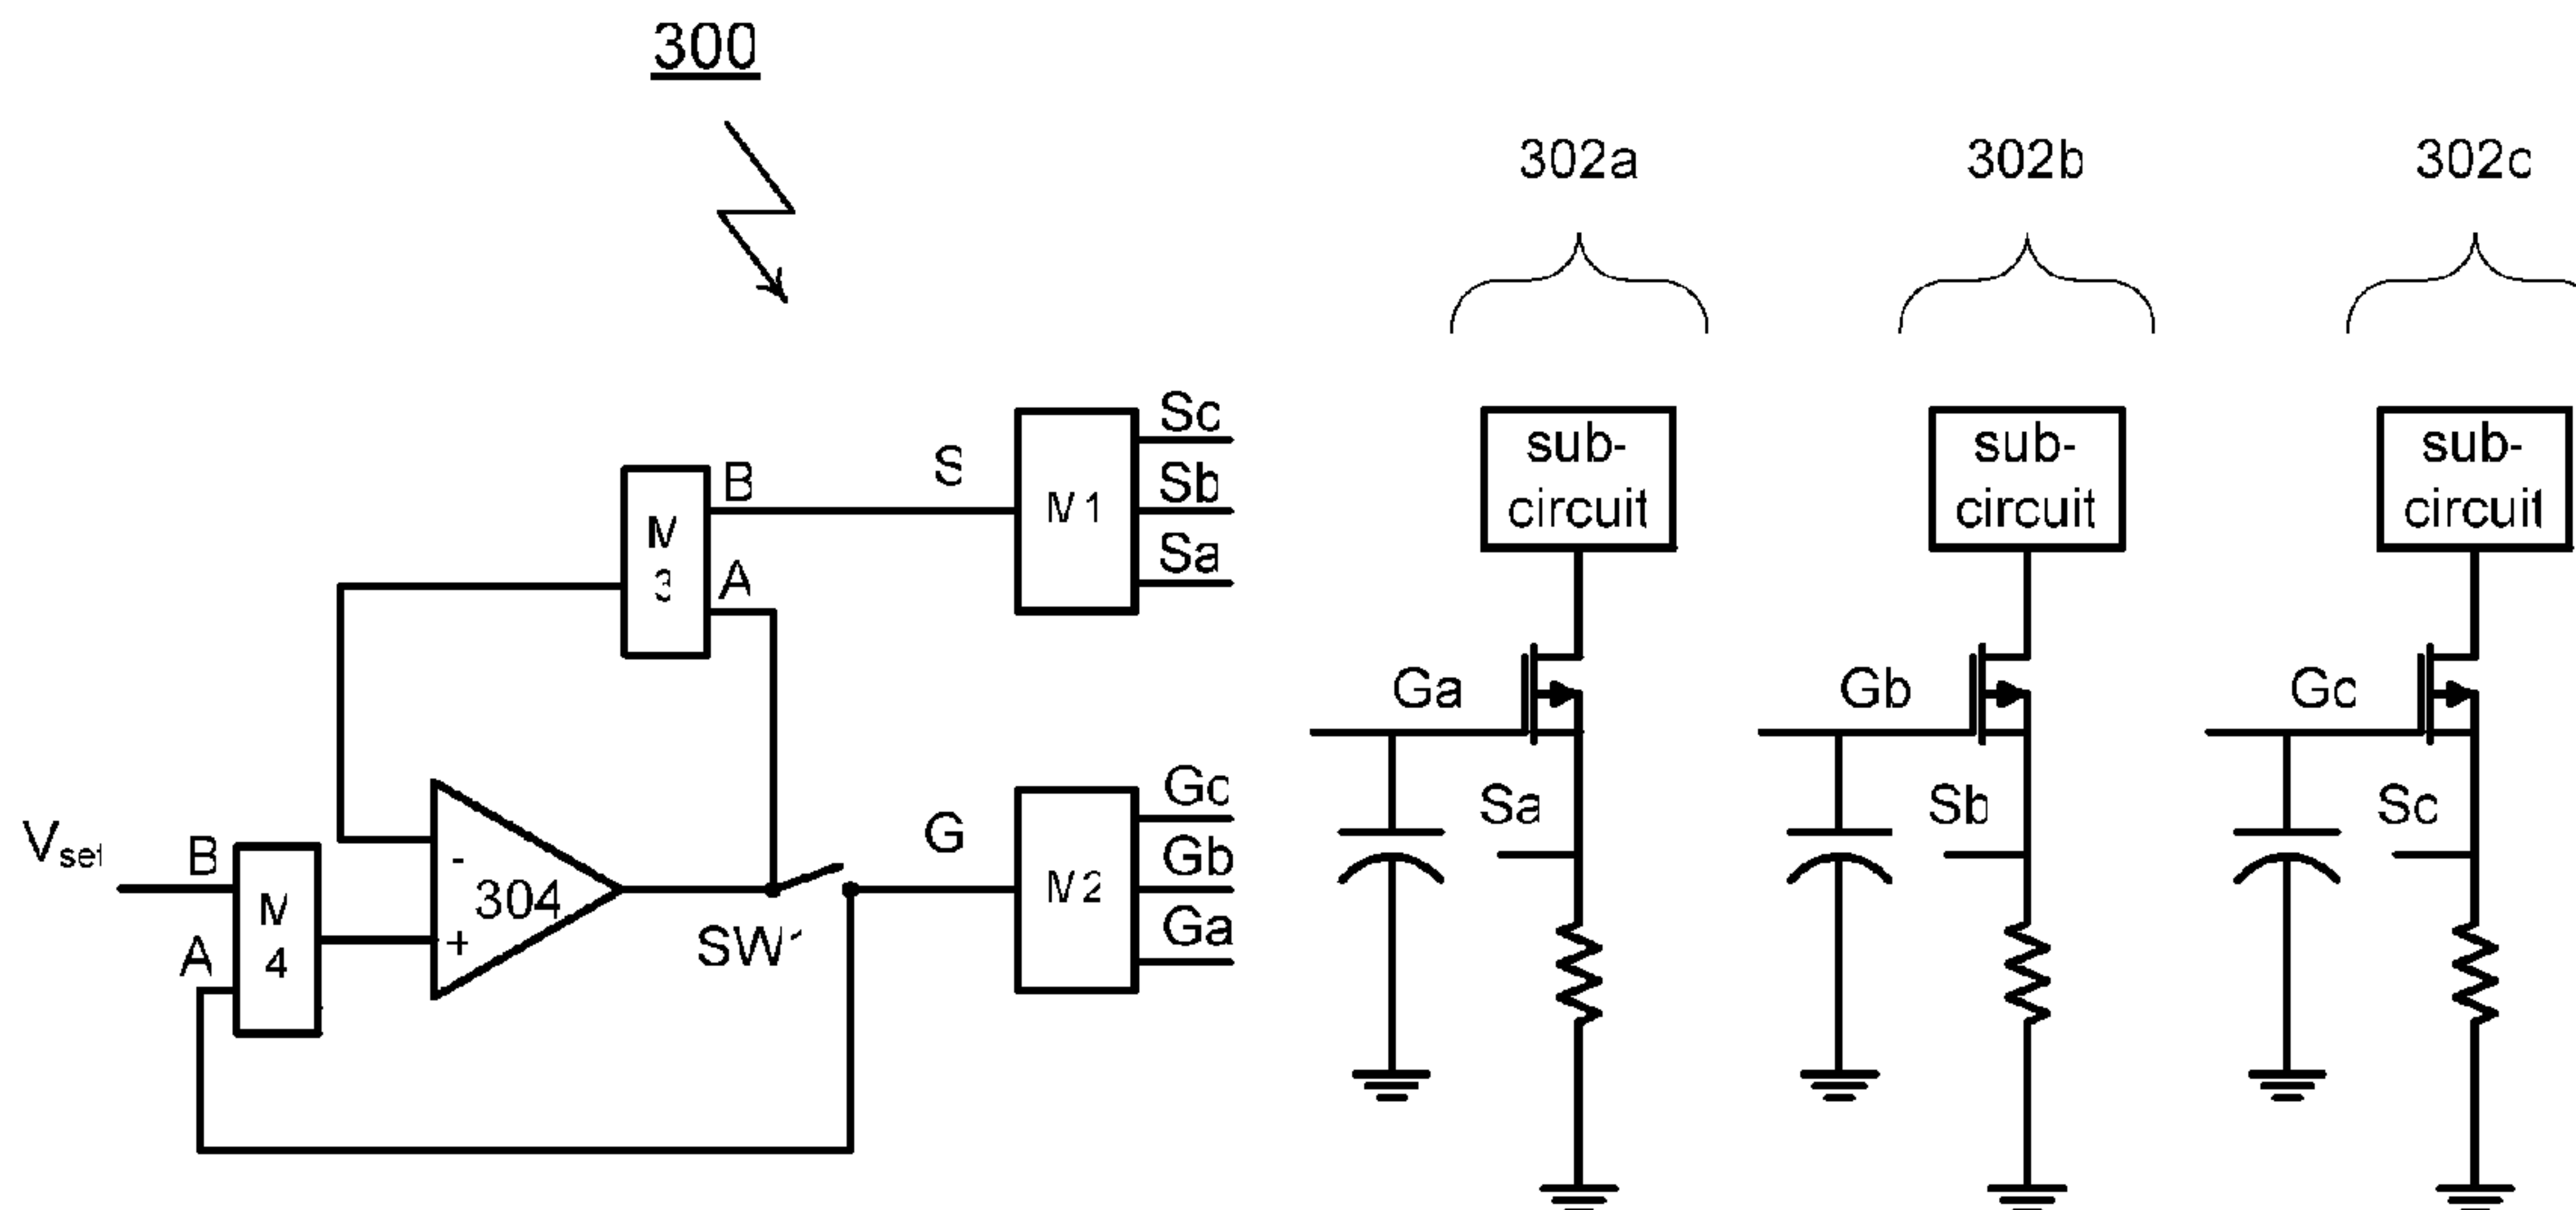 300
302a 302b 302c
Sc
Sb
Sa
S
M1
B
A
M
3
sub-
circuit
sub-
circuit
sub-
circuit
Ga
Gb
Gc
Sa
Sb
Sc
Vset
B
A
M
4
-
304
+
SW1
G
M2
Gc
Gb
Ga